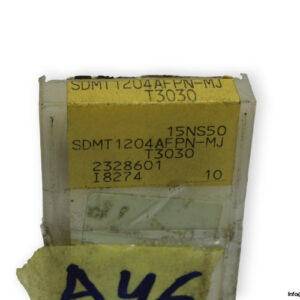 SDMT1204AFPN-MJ
T3030
15NS50
SDMT1204AFPN-MJ
T3030
2328601
I8274 10
A46